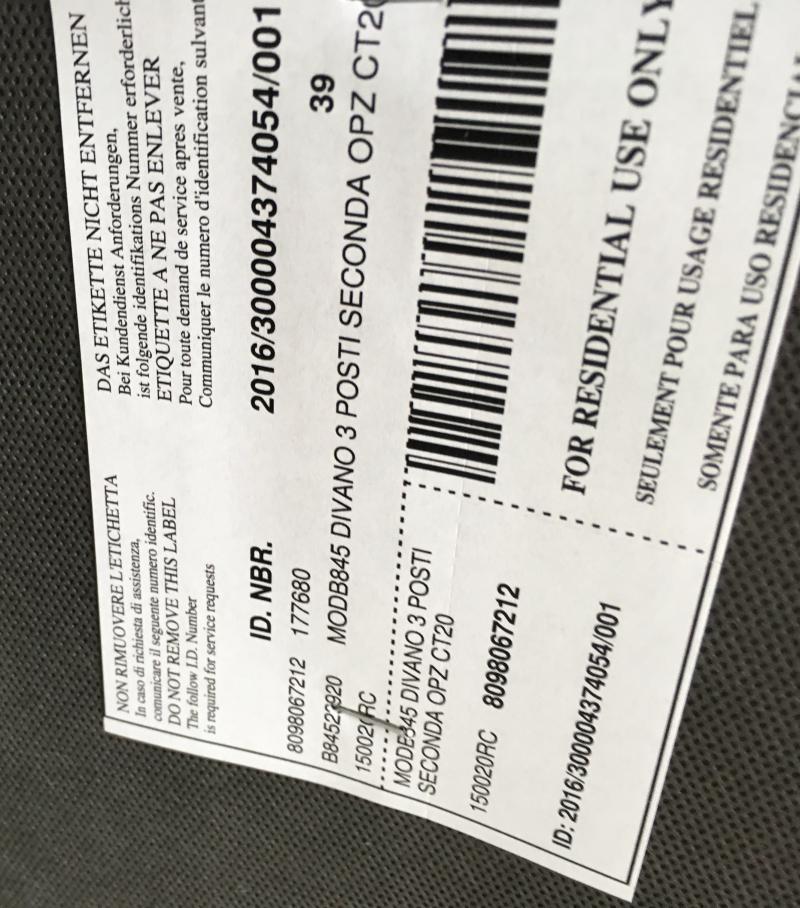 NON RIMUOVERE L'ETICHETTA
In caso di richiesta di assistenza,
comunicare il seguente numero identific.
DO NOT REMOVE THIS LABEL
The follow I.D. Number
is required for service requests
DAS ETIKETTE NICHT ENTFERNEN
Bei Kundendienst Anforderungen,
ist folgende identifikations Nummer erforderlich
ETIQUETTE A NE PAS ENLEVER
Pour toute demand de service apres vente,
Communiquer le numero d'identification sulvant
ID. NBR. 2016/300004374054/001
8098067212 177680 39
MODB845 DIVANO 3 POSTI SECONDA OPZ CT20
MODB845 DIVANO 3 POSTI
SECONDA OPZ CT20
150020RC 8098067212
ID: 2016/300004374054/001
FOR RESIDENTIAL USE ONLY
SEULEMENT POUR USAGE RESIDENTIEL
SOMENTE PARA USO RESIDENCIAL